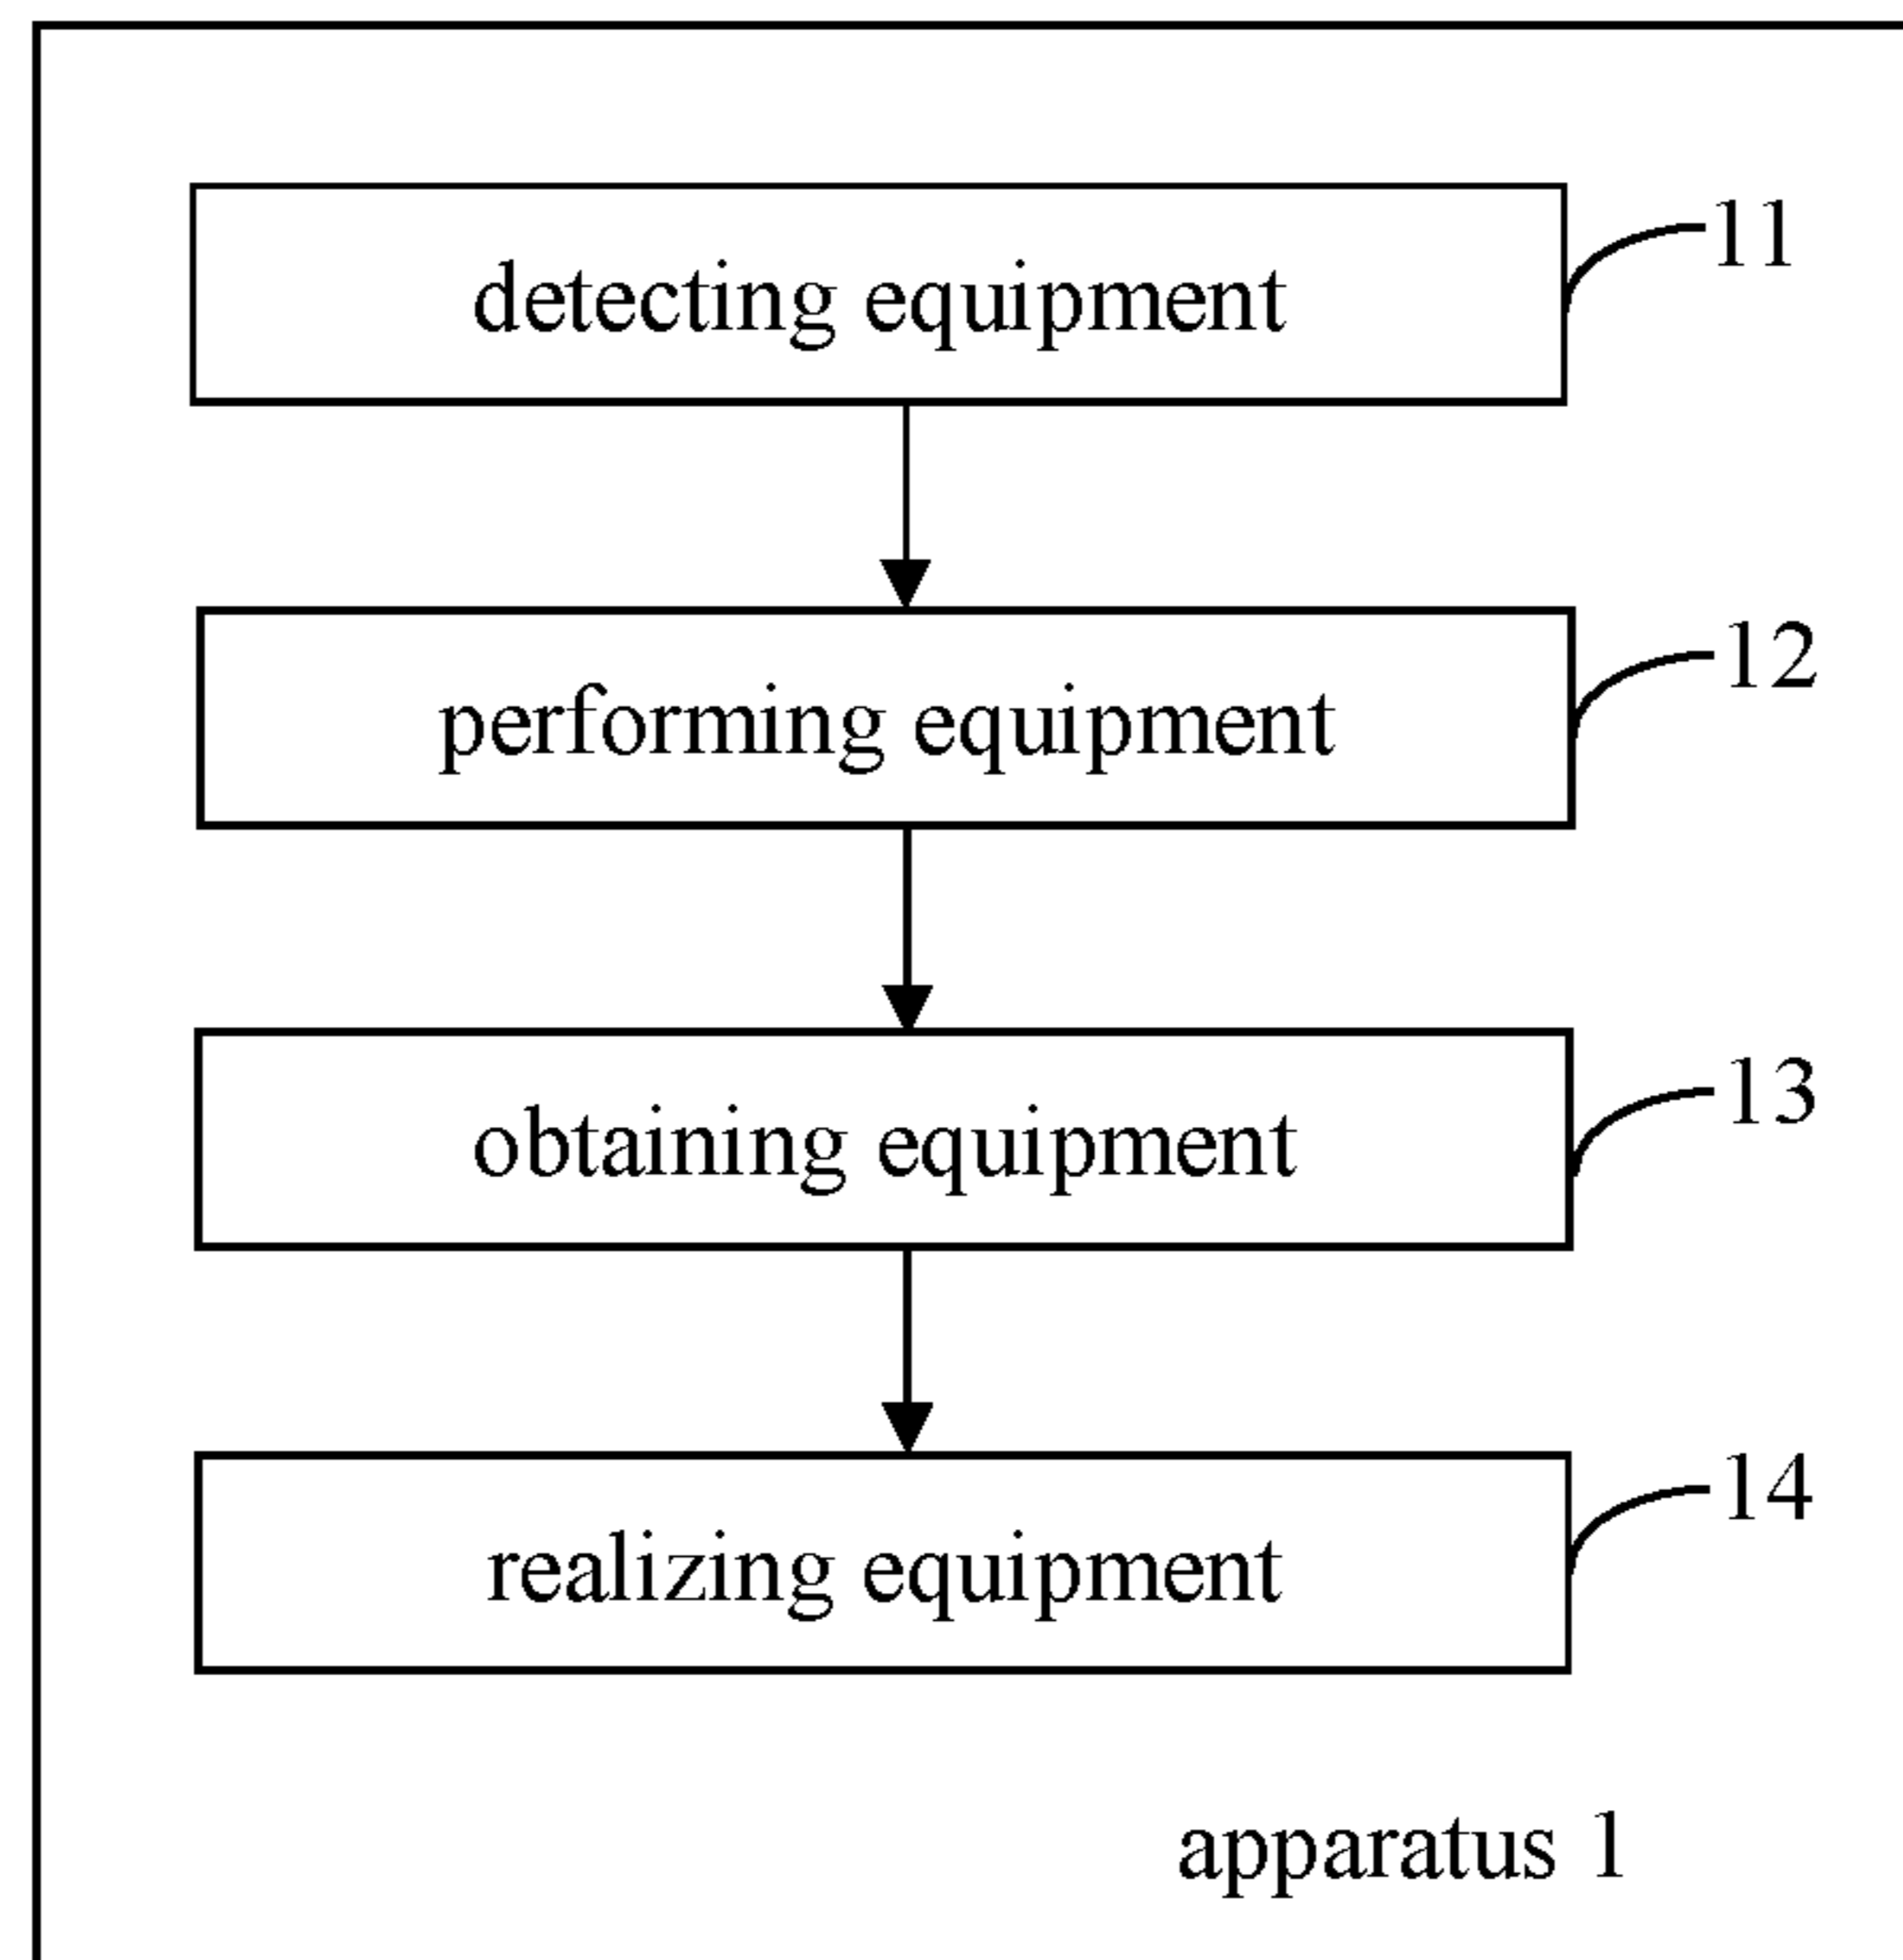 detecting equipment 11
performing equipment 12
obtaining equipment 13
realizing equipment 14
apparatus 1